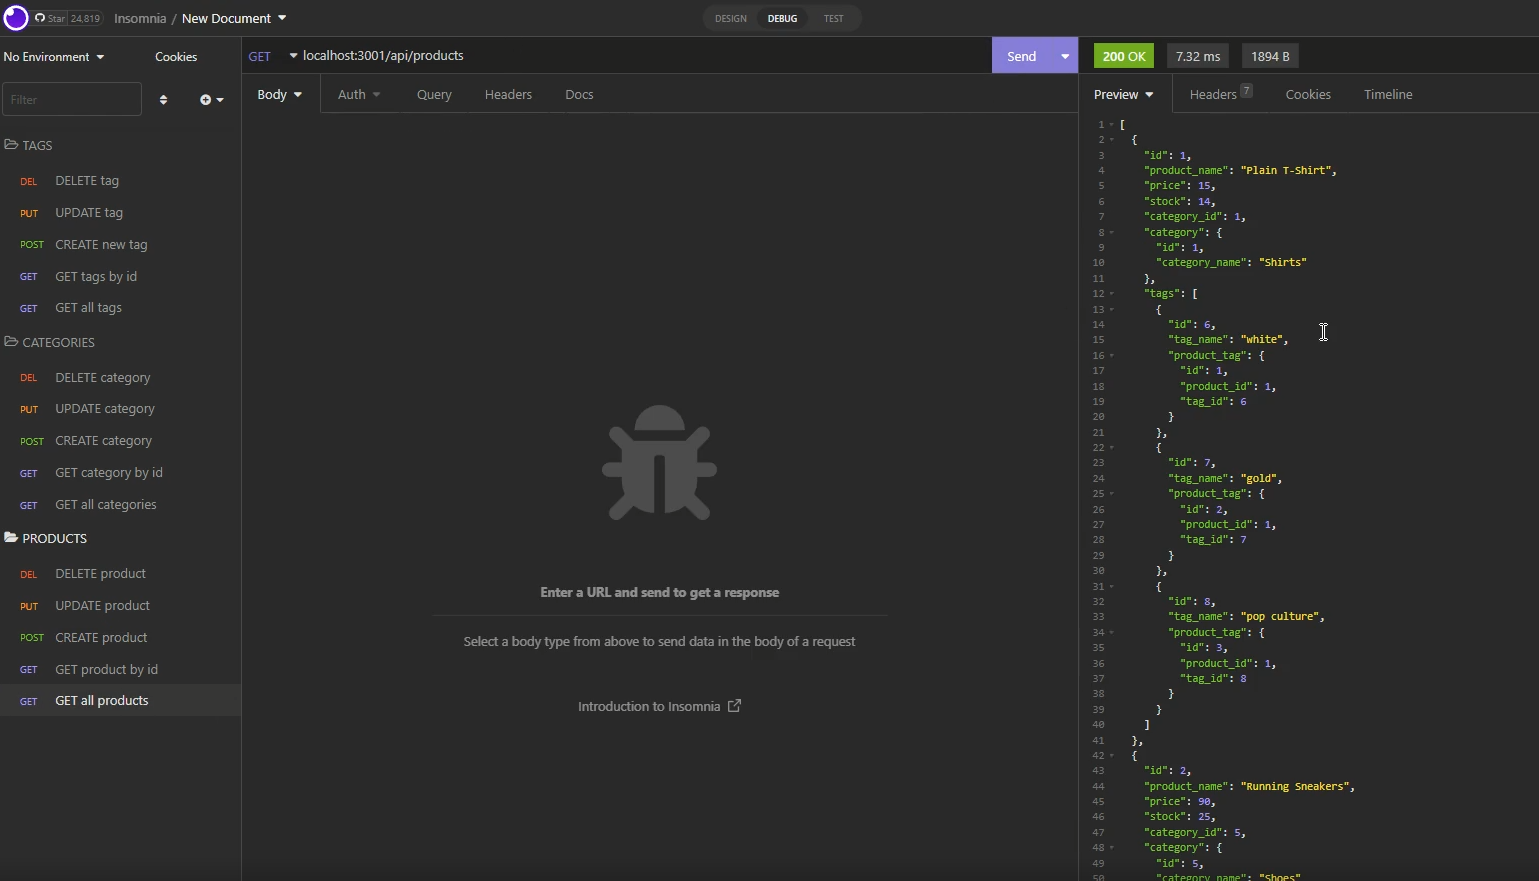 Star 24,819 Insomnia / New Document
DESIGN DEBUG TEST
No Environment Cookies
GET localhost:3001/api/products Send
200 OK 7.32 ms 1894 B
Filter
Body Auth Query Headers Docs
Preview Headers 7 Cookies Timeline
TAGS
DEL DELETE tag
PUT UPDATE tag
POST CREATE new tag
GET GET tags by id
GET GET all tags
CATEGORIES
DEL DELETE category
PUT UPDATE category
POST CREATE category
GET GET category by id
GET GET all categories
PRODUCTS
DEL DELETE product
PUT UPDATE product
POST CREATE product
GET GET product by id
GET GET all products
Enter a URL and send to get a response
Select a body type from above to send data in the body of a request
Introduction to Insomnia
1 [
2 {
3 "id": 1,
4 "product_name": "Plain T-Shirt",
5 "price": 15,
6 "stock": 14,
7 "category_id": 1,
8 "category": {
9 "id": 1,
10 "category_name": "Shirts"
11 },
12 "tags": [
13 {
14 "id": 6,
15 "tag_name": "white",
16 "product_tag": {
17 "id": 1,
18 "product_id": 1,
19 "tag_id": 6
20 }
21 },
22 {
23 "id": 7,
24 "tag_name": "gold",
25 "product_tag": {
26 "id": 2,
27 "product_id": 1,
28 "tag_id": 7
29 }
30 },
31 {
32 "id": 8,
33 "tag_name": "pop culture",
34 "product_tag": {
35 "id": 3,
36 "product_id": 1,
37 "tag_id": 8
38 }
39 }
40 ]
41 },
42 {
43 "id": 2,
44 "product_name": "Running Sneakers",
45 "price": 90,
46 "stock": 25,
47 "category_id": 5,
48 "category": {
49 "id": 5,
50 "category_name": "Shoes"